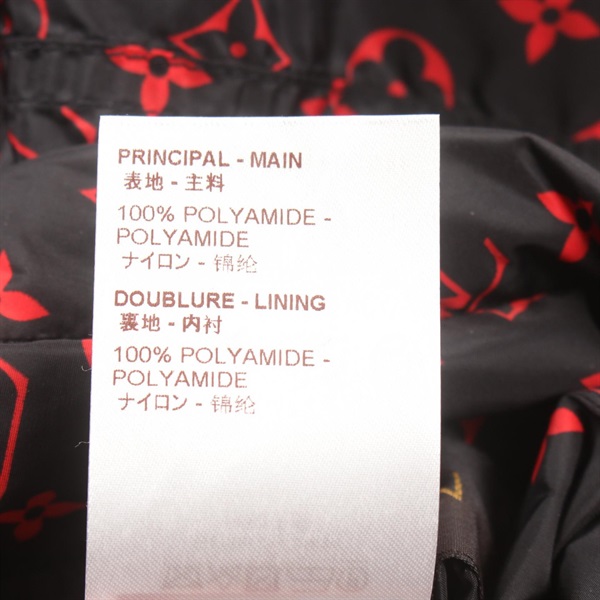 PRINCIPAL - MAIN
表地 - 主料
100% POLYAMIDE -
POLYAMIDE
ナイロン - 锦纶
DOUBLURE - LINING
裏地 - 内衬
100% POLYAMIDE -
POLYAMIDE
ナイロン - 锦纶